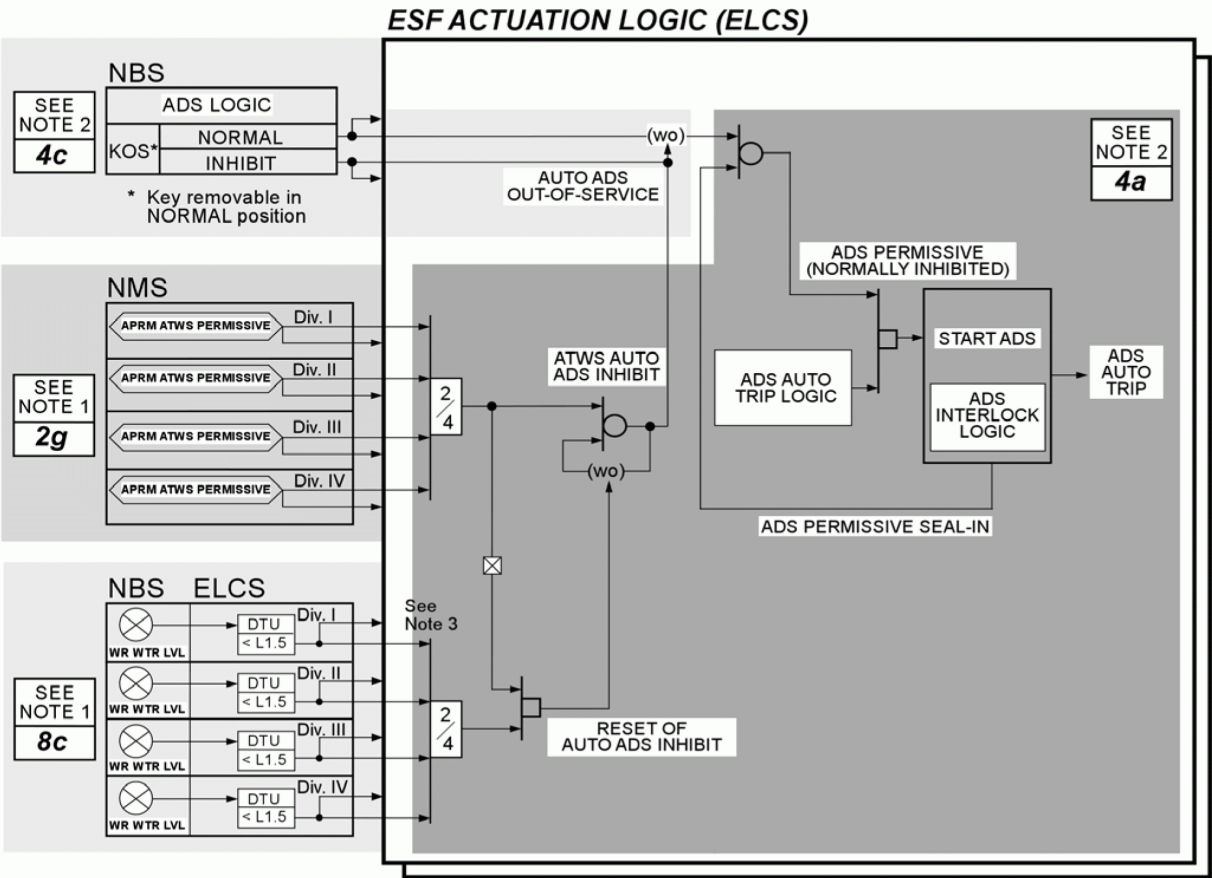 ESF ACTUATION LOGIC (ELCS)
NBS
SEE
NOTE 2
4c
ADS LOGIC
KOS*
NORMAL
INHIBIT
* Key removable in
NORMAL position
AUTO ADS
OUT-OF-SERVICE
(wo)
SEE
NOTE 2
4a
NMS
SEE
NOTE 1
2g
APRM ATWS PERMISSIVE
Div. I
APRM ATWS PERMISSIVE
Div. II
APRM ATWS PERMISSIVE
Div. III
APRM ATWS PERMISSIVE
Div. IV
2/4
ATWS AUTO
ADS INHIBIT
(wo)
ADS PERMISSIVE
(NORMALLY INHIBITED)
ADS AUTO
TRIP LOGIC
START ADS
ADS
INTERLOCK
LOGIC
ADS
AUTO
TRIP
ADS PERMISSIVE SEAL-IN
NBS ELCS
SEE
NOTE 1
8c
WR WTR LVL
DTU
< L1.5
Div. I
WR WTR LVL
DTU
< L1.5
Div. II
WR WTR LVL
DTU
< L1.5
Div. III
WR WTR LVL
DTU
< L1.5
Div. IV
See
Note 3
2/4
RESET OF
AUTO ADS INHIBIT